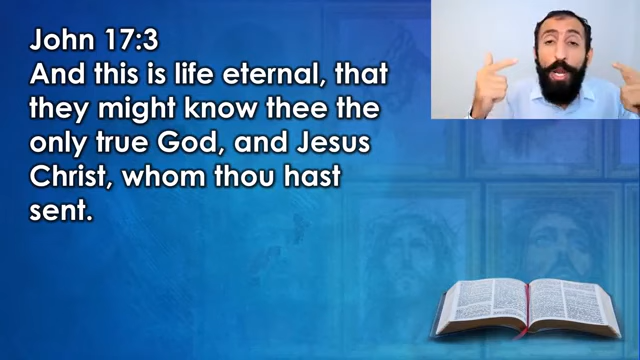 John 17:3
And this is life eternal, that
they might know thee the
only true God, and Jesus
Christ, whom thou hast
sent.